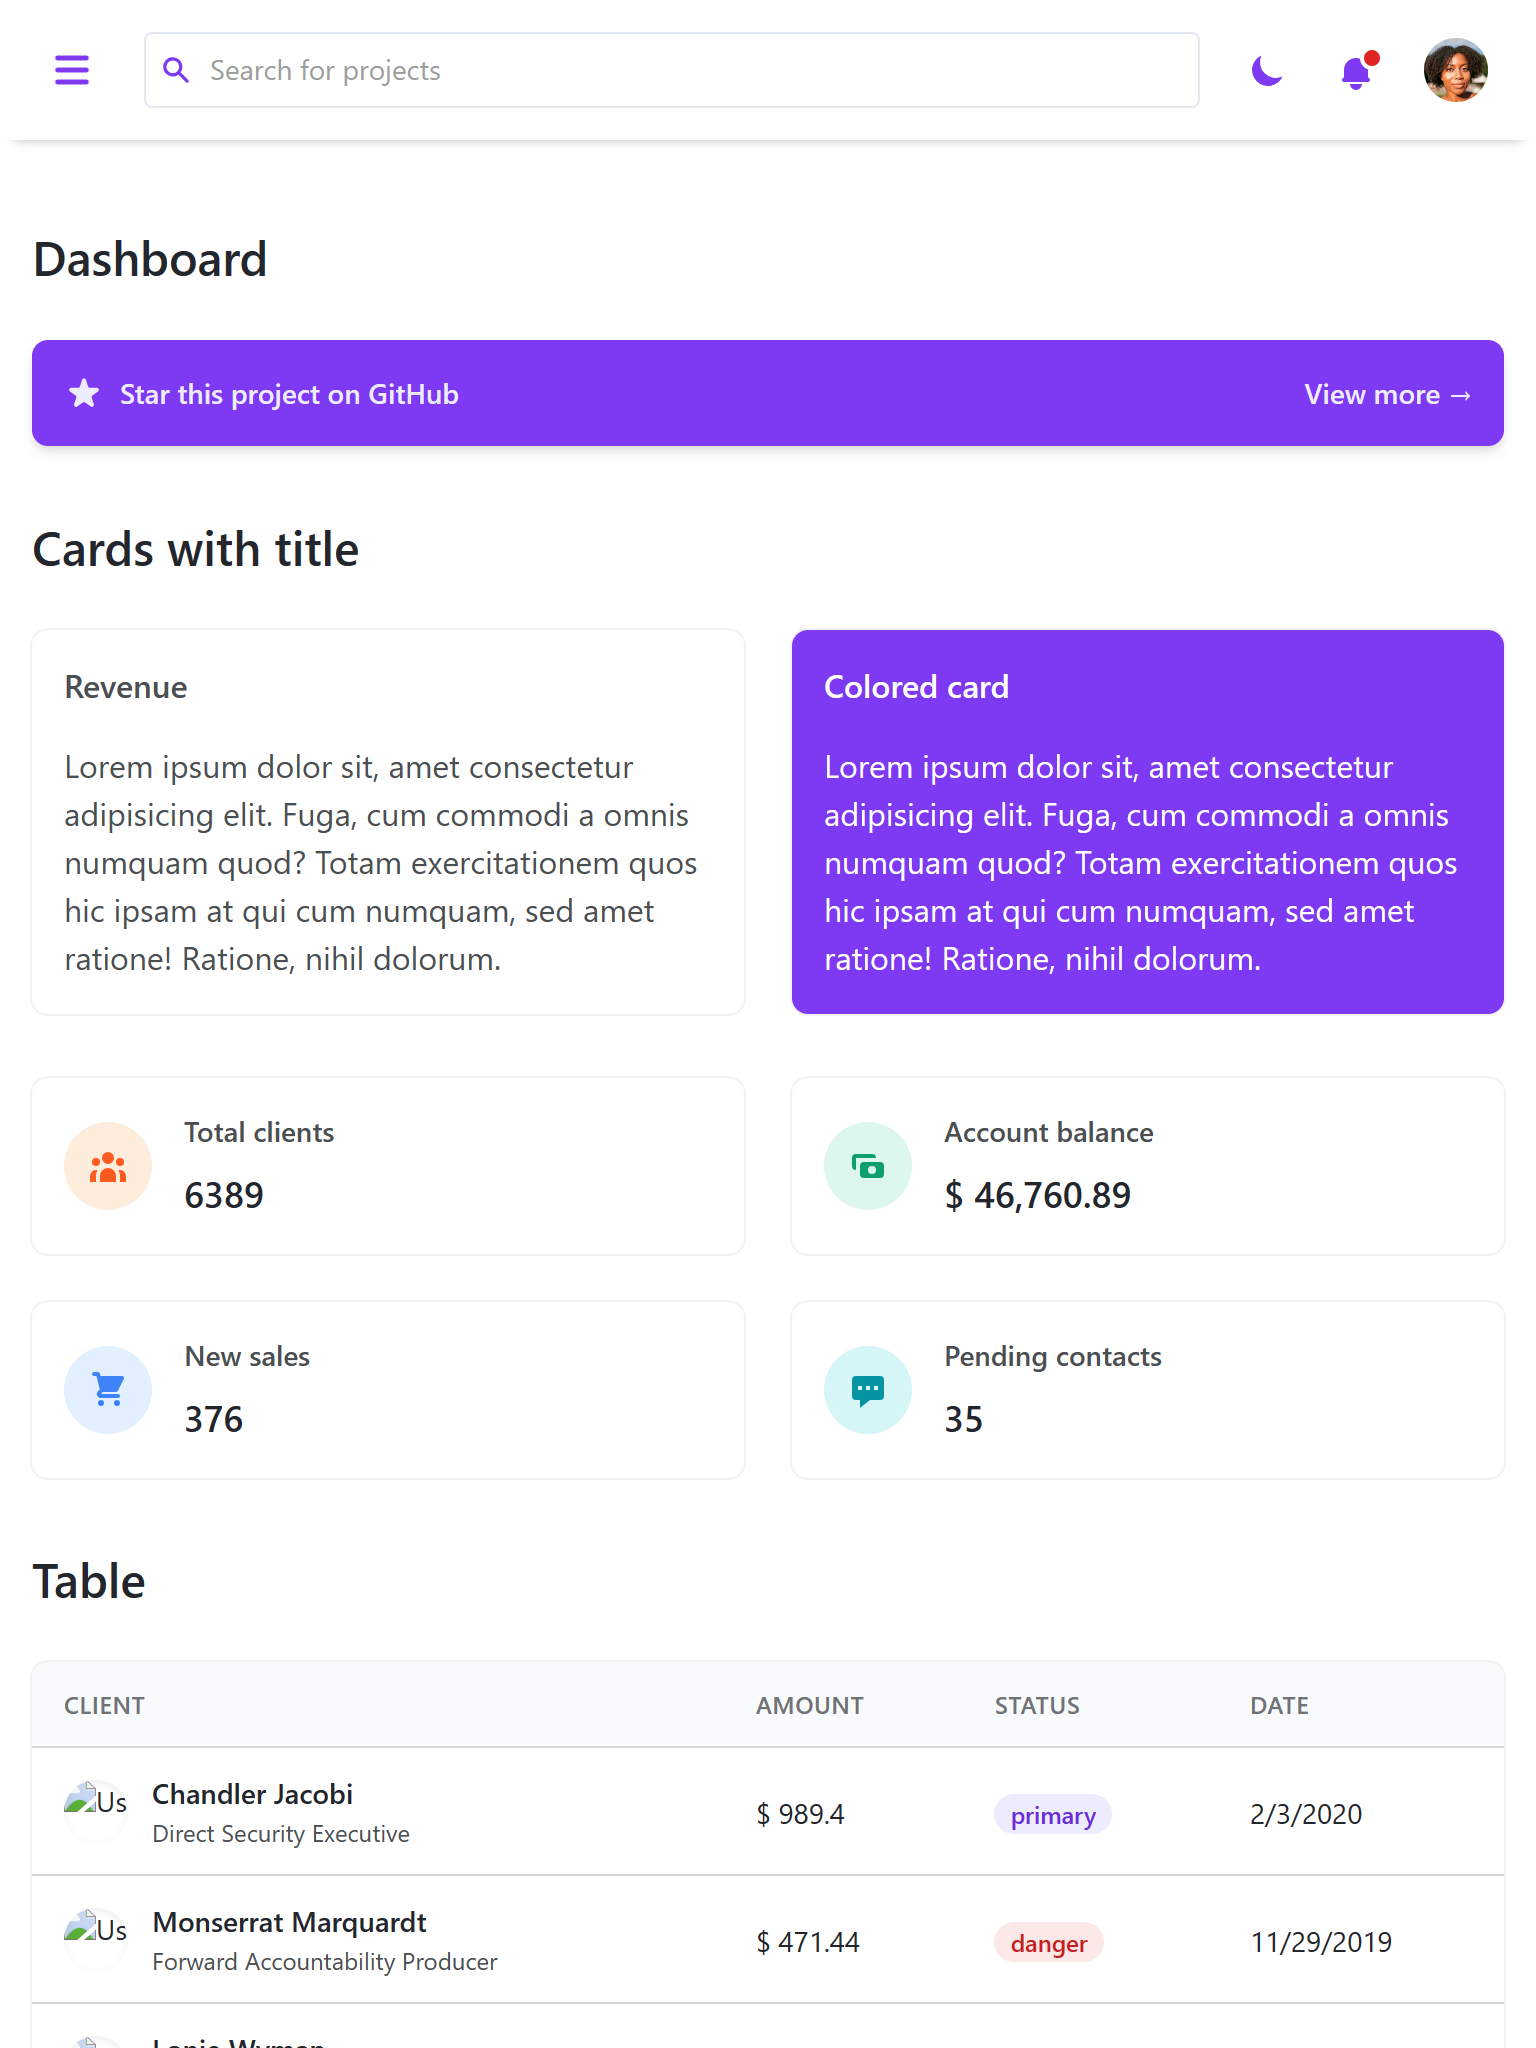 Search for projects
Dashboard
Star this project on GitHub
View more →
Cards with title
Revenue
Lorem ipsum dolor sit, amet consectetur
adipisicing elit. Fuga, cum commodi a omnis
numquam quod? Totam exercitationem quos
hic ipsam at qui cum numquam, sed amet
ratione! Ratione, nihil dolorum.
Colored card
Lorem ipsum dolor sit, amet consectetur
adipisicing elit. Fuga, cum commodi a omnis
numquam quod? Totam exercitationem quos
hic ipsam at qui cum numquam, sed amet
ratione! Ratione, nihil dolorum.
Total clients
6389
Account balance
$ 46,760.89
New sales
376
Pending contacts
35
Table
CLIENT AMOUNT STATUS DATE
Us
Chandler Jacobi
Direct Security Executive
$ 989.4
primary
2/3/2020
Us
Monserrat Marquardt
Forward Accountability Producer
$ 471.44
danger
11/29/2019